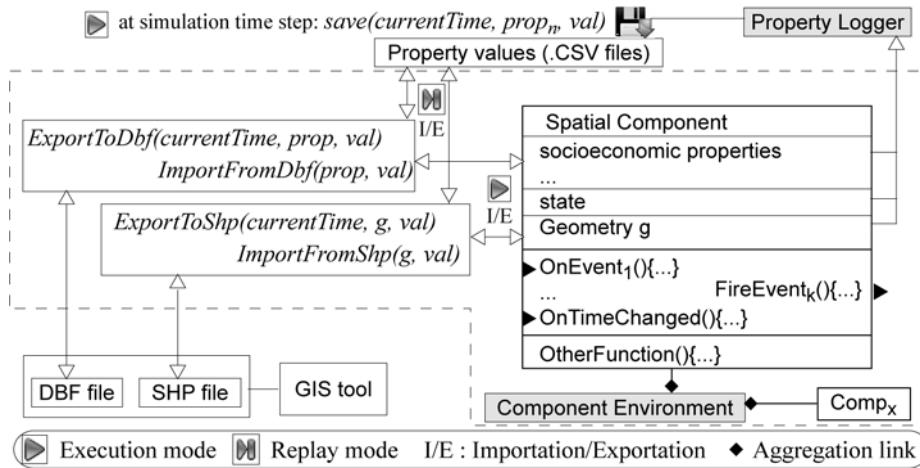 at simulation time step: save(currentTime, propn, val)
Property Logger
Property values (.CSV files)
I/E
ExportToDbf(currentTime, prop, val)
ImportFromDbf(prop, val)
I/E
ExportToShp(currentTime, g, val)
ImportFromShp(g, val)
Spatial Component
socioeconomic properties
...
state
Geometry g
OnEvent1(){...}
... FireEventk(){...}
OnTimeChanged(){...}
OtherFunction(){...}
DBF file
SHP file
GIS tool
Component Environment
Compx
Execution mode
Replay mode
I/E : Importation/Exportation
Aggregation link